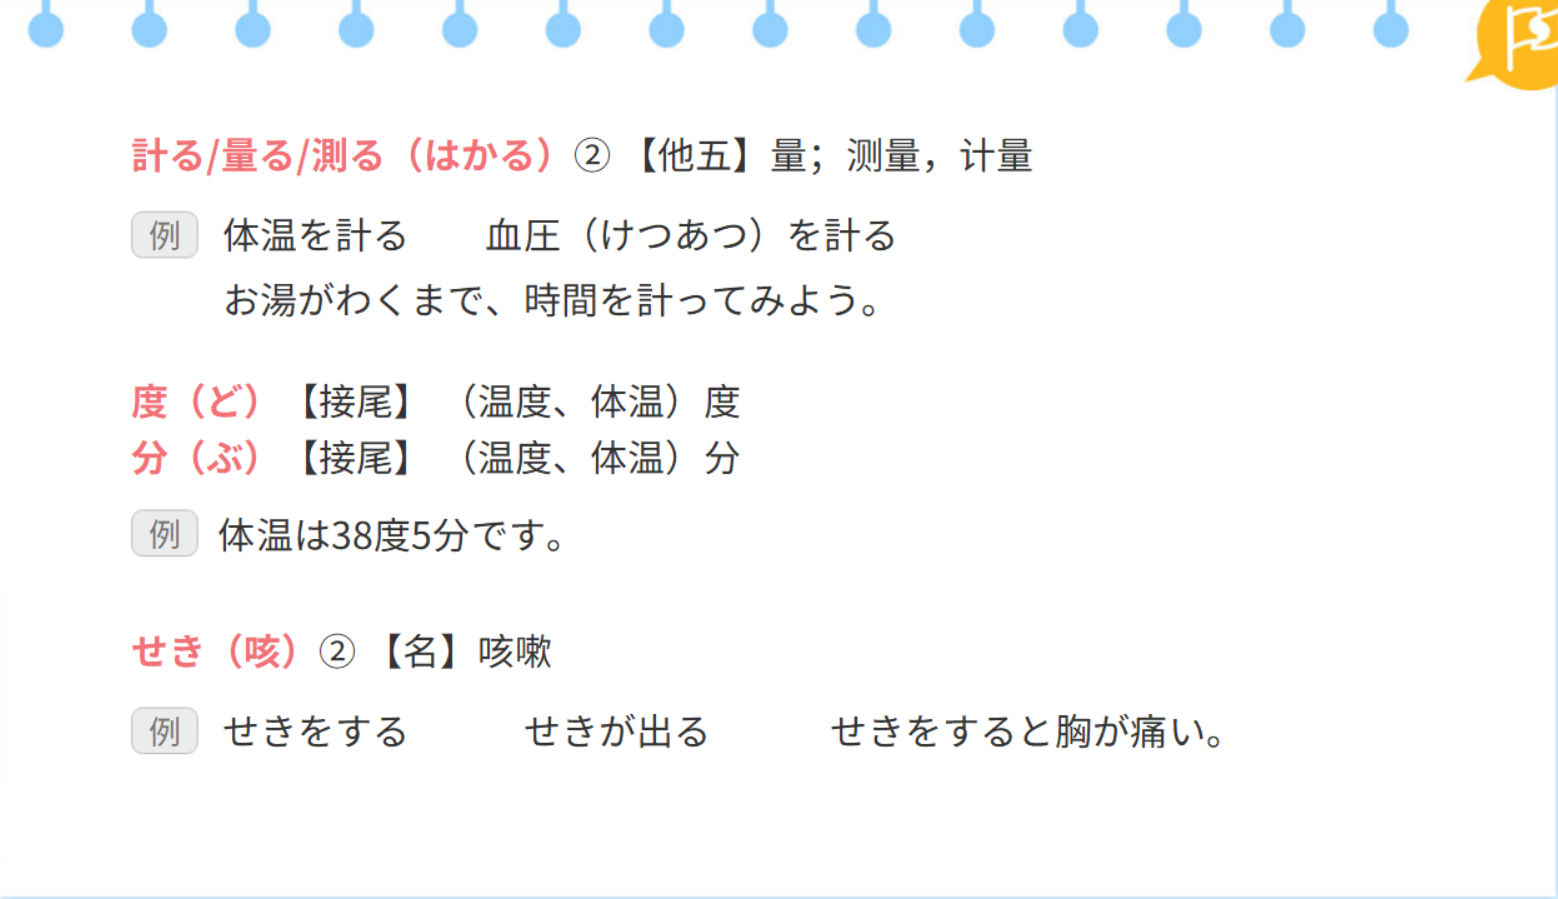 計る/量る/測る（はかる）② 【他五】量；测量，计量
例 体温を計る 血圧（けつあつ）を計る
お湯がわくまで、時間を計ってみよう。
度（ど） 【接尾】 （温度、体温）度
分（ぶ） 【接尾】 （温度、体温）分
例 体温は38度5分です。
せき（咳）② 【名】咳嗽
例 せきをする せきが出る せきをすると胸が痛い。